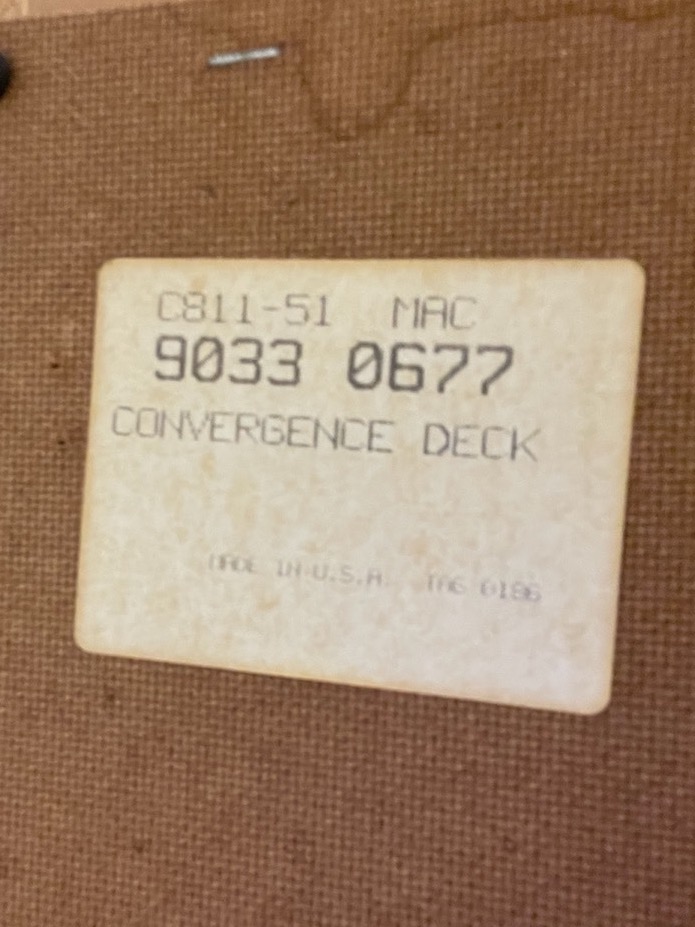 C811-51 MAC
9033 0677
CONVERGENCE DECK
MADE IN U.S.A. TAG 0186